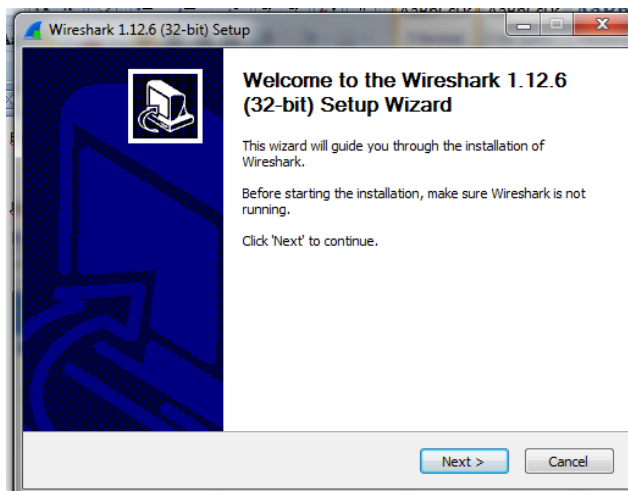 Wireshark 1.12.6 (32-bit) Setup
Welcome to the Wireshark 1.12.6
(32-bit) Setup Wizard
This wizard will guide you through the installation of
Wireshark.
Before starting the installation, make sure Wireshark is not
running.
Click 'Next' to continue.
Next >
Cancel